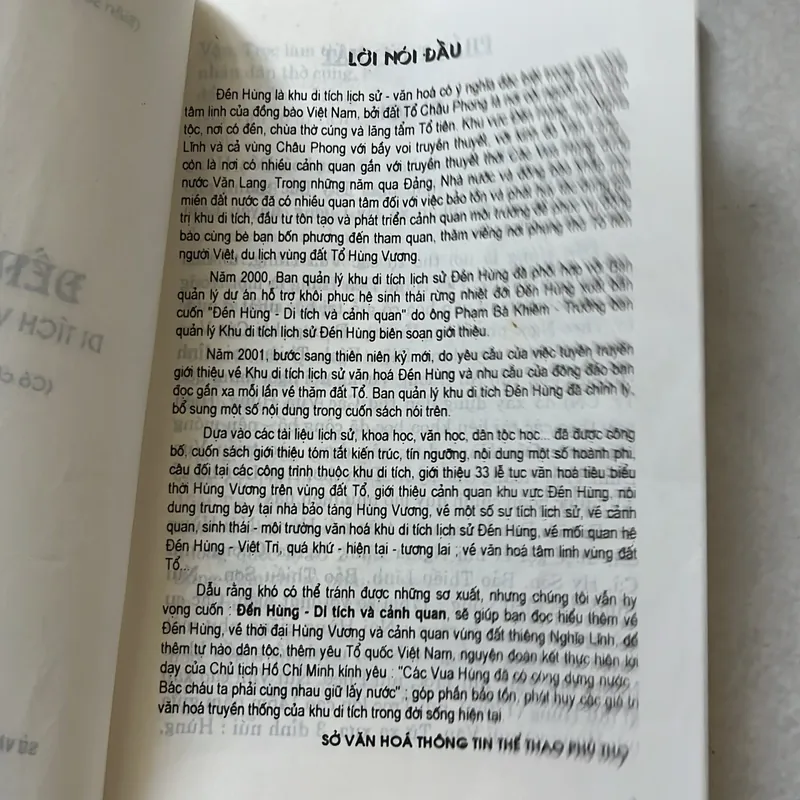 LỜI NÓI ĐẦU
Đền Hùng là khu di tích lịch sử - văn hoá có ý nghĩa đặc biệt
tâm linh của đồng bào Việt Nam, bởi đất Tổ Châu Phong là nơi
tộc, nơi có đền, chùa thờ cúng và lăng tẩm Tổ tiên. Khu vực
Lĩnh và cả vùng Châu Phong với bầy voi truyền thuyết, với
còn là nơi có nhiều cảnh quan gắn với truyền thuyết thời
nước Văn Lang Trong những năm qua Đảng, Nhà nước và đồng bào
miền đất nước đã có nhiều quan tâm đối với việc bảo tồn và phát
trị khu di tích, đầu tư tôn tạo và phát triển cảnh quan môi trường để
bào cùng bè bạn bốn phương đến tham quan, thăm viếng nơi
người Việt, du lịch vùng đất Tổ Hùng Vương.
Năm 2000, Ban quản lý khu di tích lịch sử Đền Hùng đã phối hợp với Ban
quản lý dự án hỗ trợ khôi phục hệ sinh thái rừng nhiệt đới Đền Hùng xuất bản
cuốn "Đền Hùng - Di tích và cảnh quan" do ông Phạm Bá Khiêm - Trưởng ban
quản lý Khu di tích lịch sử Đền Hùng biên soạn giới thiệu.
Năm 2001, bước sang thiên niên kỷ mới, do yêu cầu của việc tuyên truyền
giới thiệu về Khu di tích lịch sử văn hoá Đền Hùng và nhu cầu của đông đảo bạn
đọc gần xa mỗi lần về thăm đất Tổ. Ban quản lý khu di tích Đền Hùng đã chỉnh lý,
bổ sung một số nội dung trong cuốn sách nói trên.
Dựa vào các tài liệu lịch sử, khoa học, văn học, dân tộc học... đã được công
bố, cuốn sách giới thiệu tóm tắt kiến trúc, tín ngưỡng, nội dung một số hoành phi,
câu đối tại các công trình thuộc khu di tích, giới thiệu 33 lễ tục văn hoá tiêu biểu
thời Hùng Vương trên vùng đất Tổ, giới thiệu cảnh quan khu vực Đền Hùng, nội
dung trưng bày tại nhà bảo tàng Hùng Vương, về một số sự tích lịch sử, về cảnh
quan, sinh thái - môi trường văn hoá khu di tích lịch sử Đền Hùng, về mối quan hệ
Đền Hùng - Việt Trì, quá khứ - hiện tại - tương lai ; về văn hoá tâm linh vùng đất
Tổ...
Dẫu rằng khó có thể tránh được những sơ xuất, nhưng chúng tôi vẫn hy
vọng cuốn : Đền Hùng - Di tích và cảnh quan, sẽ giúp bạn đọc hiểu thêm về
Đền Hùng, về thời đại Hùng Vương và cảnh quan vùng đất thiêng Nghĩa Lĩnh, để
thêm tự hào dân tộc, thêm yêu Tổ quốc Việt Nam, nguyện đoàn kết thực hiện lời
dạy của Chủ tịch Hồ Chí Minh kính yêu : "Các Vua Hùng đã có công dựng nước,
Bác cháu ta phải cùng nhau giữ lấy nước" ; góp phần bảo tồn, phát huy các giá trị
văn hoá truyền thống của khu di tích trong đời sống hiện tại.
SỞ VĂN HOÁ THÔNG TIN THỂ THAO PHÚ THỌ